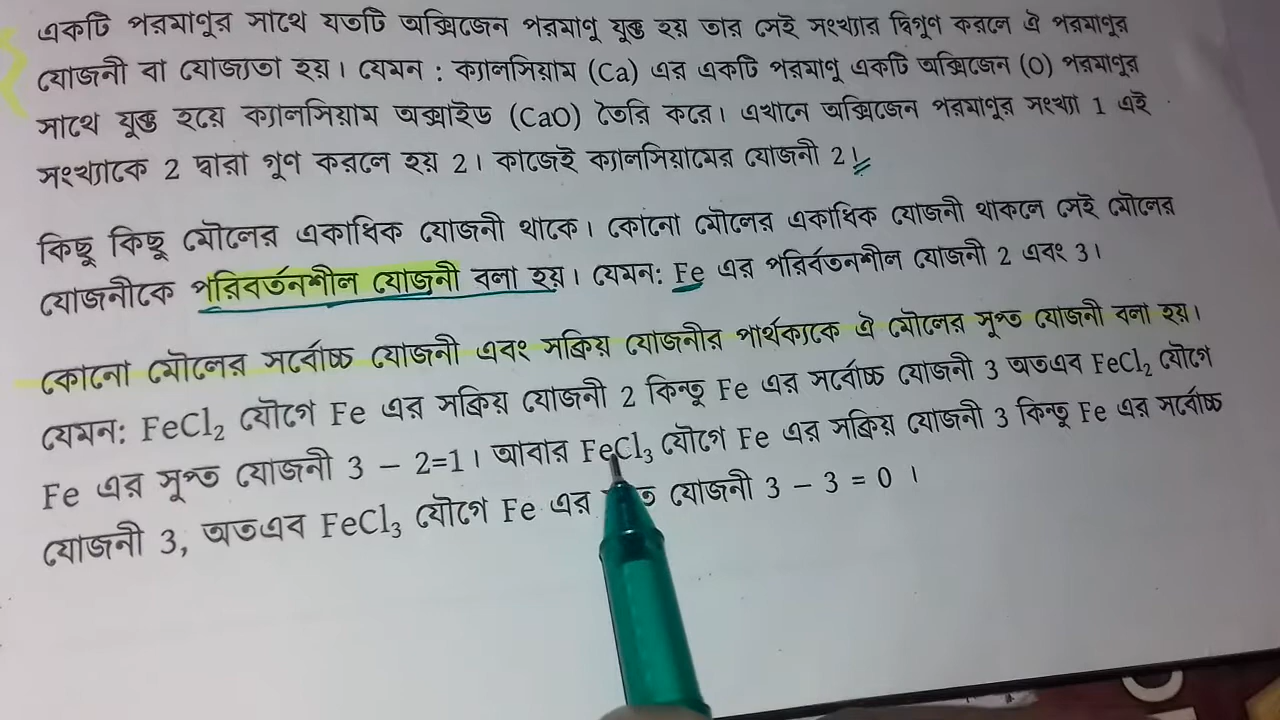 একটি পরমাণুর সাথে যতটি অক্সিজেন পরমাণু যুক্ত হয় তার সেই সংখ্যার দ্বিগুণ করলে ঐ পরমাণুর
যোজনী বা যোজ্যতা হয়। যেমন : ক্যালসিয়াম (Ca) এর একটি পরমাণু একটি অক্সিজেন (O) পরমাণুর
সাথে যুক্ত হয়ে ক্যালসিয়াম অক্সাইড (CaO) তৈরি করে। এখানে অক্সিজেন পরমাণুর সংখ্যা 1 এই
সংখ্যাকে 2 দ্বারা গুণ করলে হয় 2। কাজেই ক্যালসিয়ামের যোজনী 2।
কিছু কিছু মৌলের একাধিক যোজনী থাকে। কোনো মৌলের একাধিক যোজনী থাকলে সেই মৌলের
যোজনীকে পরিবর্তনশীল যোজনী বলা হয়। যেমন: Fe এর পরিবর্তনশীল যোজনী 2 এবং 3।
কোনো মৌলের সর্বোচ্চ যোজনী এবং সক্রিয় যোজনীর পার্থক্যকে ঐ মৌলের সুপ্ত যোজনী বলা হয়।
যেমন: FeCl₂ যৌগে Fe এর সক্রিয় যোজনী 2 কিন্তু Fe এর সর্বোচ্চ যোজনী 3 অতএব FeCl₂ যৌগে
Fe এর সুপ্ত যোজনী 3 − 2=1। আবার FeCl₃ যৌগে Fe এর সক্রিয় যোজনী 3 কিন্তু Fe এর সর্বোচ্চ
যোজনী 3, অতএব FeCl₃ যৌগে Fe এর যোজনী 3 − 3 = 0 ।